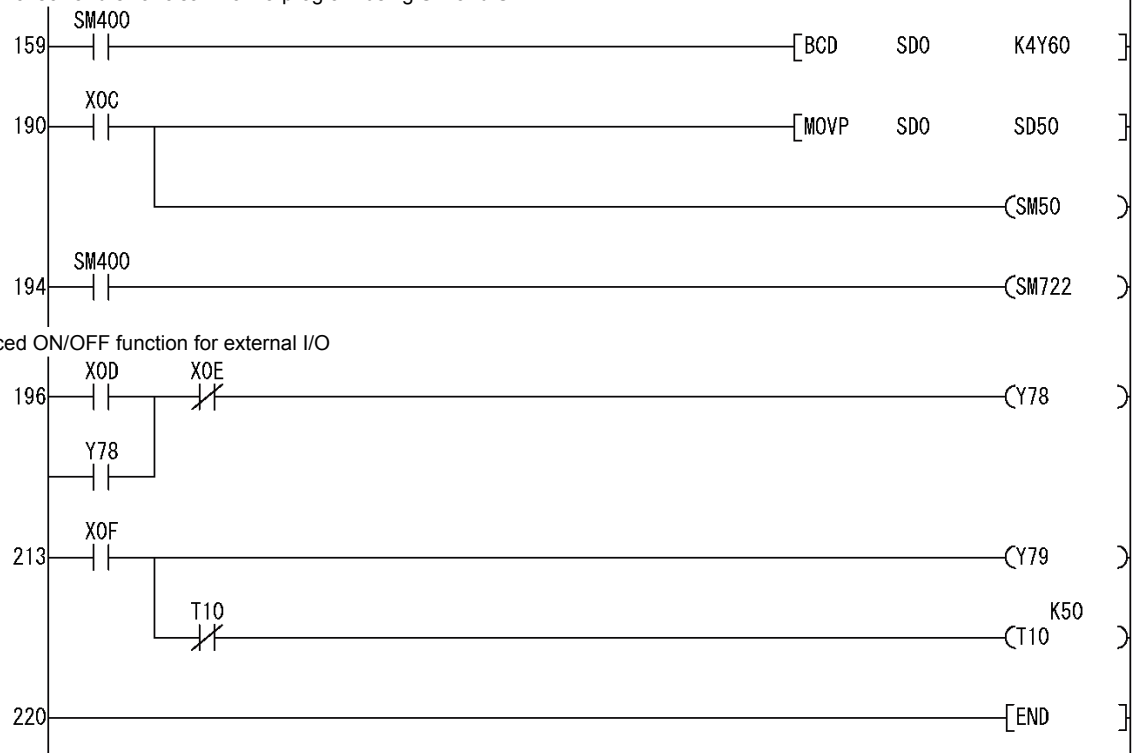 SM400
159 BCD SD0 K4Y60
X0C
190 MOVP SD0 SD50
SM50
SM400
194 SM722
ced ON/OFF function for external I/O
X0D X0E
196 Y78
Y78
X0F
213 Y79
T10 K50
T10
220 END